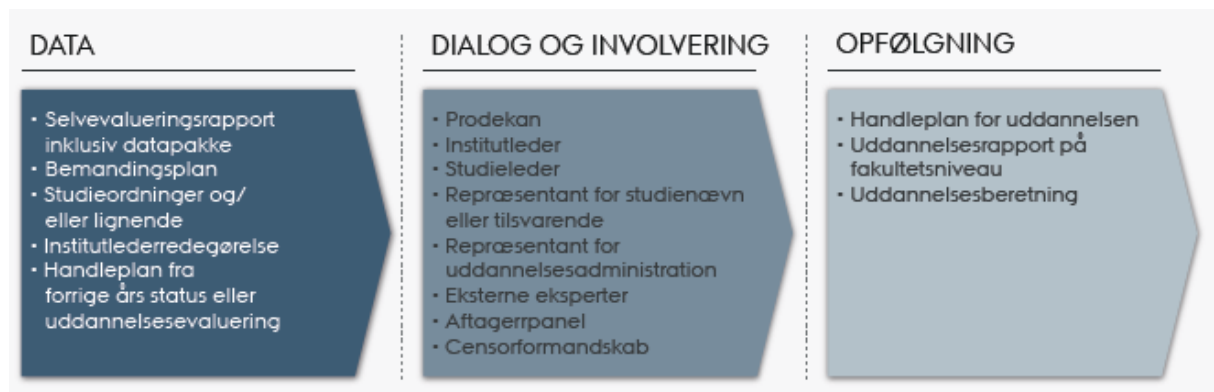 DATA
• Selvevalueringsrapport
inklusiv datapakke
• Bemandingsplan
• Studieordninger og/
eller lignende
• Institutlederredegørelse
• Handleplan fra
forrige års status eller
uddannelsesevaluering
DIALOG OG INVOLVERING
• Prodekan
• Institutleder
• Studieleder
• Repræsentant for studienævn
eller tilsvarende
• Repræsentant for
uddannelsesadministration
• Eksterne eksperter
• Aftagerrpanel
• Censorformandskab
OPFØLGNING
• Handleplan for uddannelsen
• Uddannelsesrapport på
fakultetsniveau
• Uddannelsesberetning